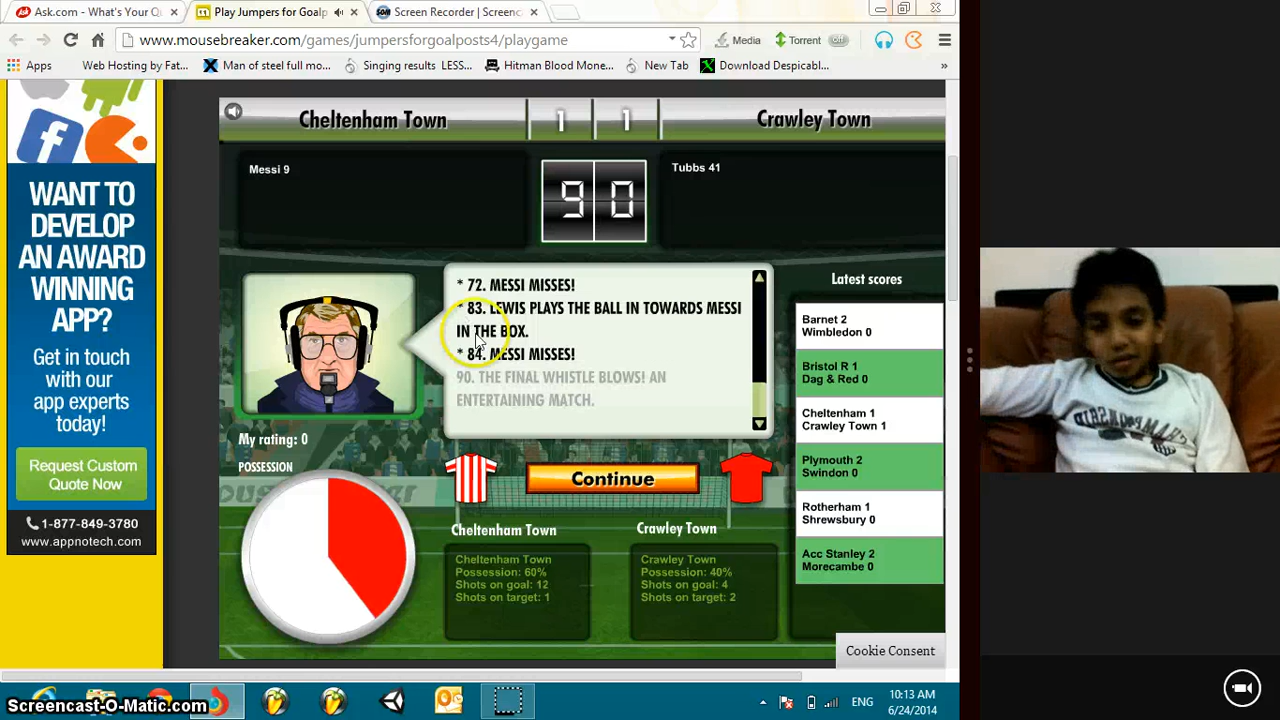 Ask.com - What's Your Q
Play Jumpers for Goalp
Screen Recorder | Screenc
www.mousebreaker.com/games/jumpersforgoalposts4/playgame
Media
Torrent
Apps
Web Hosting by Fat...
Man of steel full mo...
Singing results LESS...
Hitman Blood Mone...
New Tab
Download Despicabl...
»
WANT TO
DEVELOP
AN AWARD
WINNING
APP?
Get in touch
with our
app experts
today!
Request Custom
Quote Now
1-877-849-3780
www.appnotech.com
Cheltenham Town
1
1
Crawley Town
Messi 9
90
Tubbs 41
* 72. MESSI MISSES!
* 83. LEWIS PLAYS THE BALL IN TOWARDS MESSI
IN THE BOX.
* 84. MESSI MISSES!
90. THE FINAL WHISTLE BLOWS! AN
ENTERTAINING MATCH.
Latest scores
Barnet 2
Wimbledon 0
Bristol R 1
Dag & Red 0
Cheltenham 1
Crawley Town 1
Plymouth 2
Swindon 0
Rotherham 1
Shrewsbury 0
Acc Stanley 2
Morecambe 0
My rating: 0
POSSESSION
Continue
Cheltenham Town
Cheltenham Town
Possession: 60%
Shots on goal: 12
Shots on target: 1
Crawley Town
Crawley Town
Possession: 40%
Shots on goal: 4
Shots on target: 2
Cookie Consent
Screencast-O-Matic.com
ENG
10:13 AM
6/24/2014